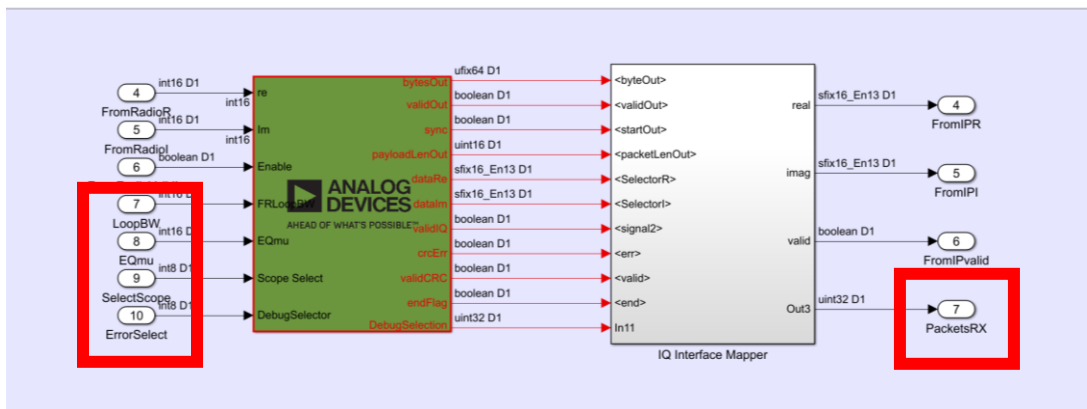 4
int16 D1
int16
FromRadioR
5
int16 D1
int16
FromRadioI
6
boolean D1
7
int16 D1
LoopBW
8
int16 D
EQmu
9
int8 D1
SelectScope
10
int8 D1
ErrorSelect
re
Im
Enable
FRLoopBW
EQmu
Scope Select
DebugSelector
ANALOG
DEVICES
AHEAD OF WHAT'S POSSIBLE™
bytesOut
validOut
sync
payloadLenOut
dataRe
dataIm
validIQ
crcErr
validCRC
endFlag
DebugSelection
ufix64 D1
boolean D1
boolean D1
uint16 D1
sfix16_En13 D1
sfix16_En13 D1
boolean D1
boolean D1
boolean D1
boolean D1
uint32 D1
<byteOut>
<validOut>
<startOut>
<packetLenOut>
<SelectorR>
<SelectorI>
<signal2>
<err>
<valid>
<end>
In11
real
imag
valid
Out3
IQ Interface Mapper
sfix16_En13 D1
4
FromIPR
sfix16_En13 D1
5
FromIPI
boolean D1
6
FromIPvalid
uint32 D1
7
PacketsRX